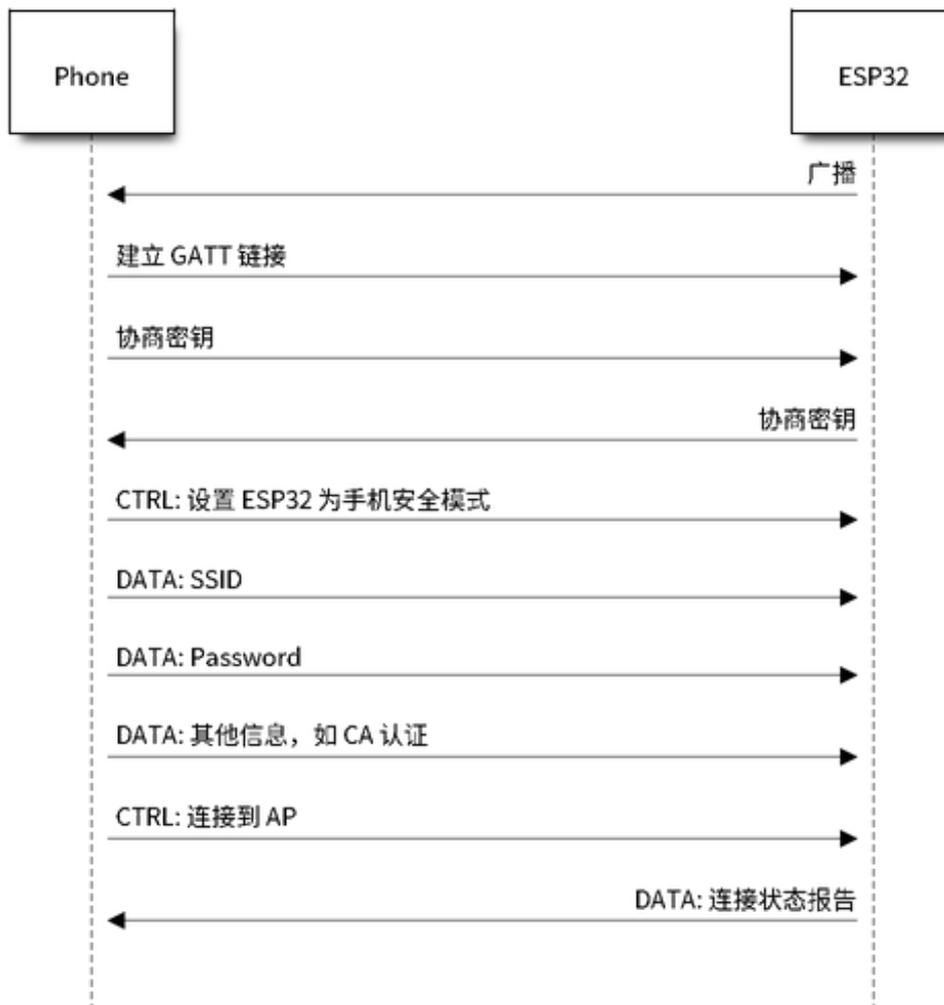 Phone
ESP32
广播
建立 GATT 链接
协商密钥
协商密钥
CTRL: 设置 ESP32 为手机安全模式
DATA: SSID
DATA: Password
DATA: 其他信息，如 CA 认证
CTRL: 连接到 AP
DATA: 连接状态报告